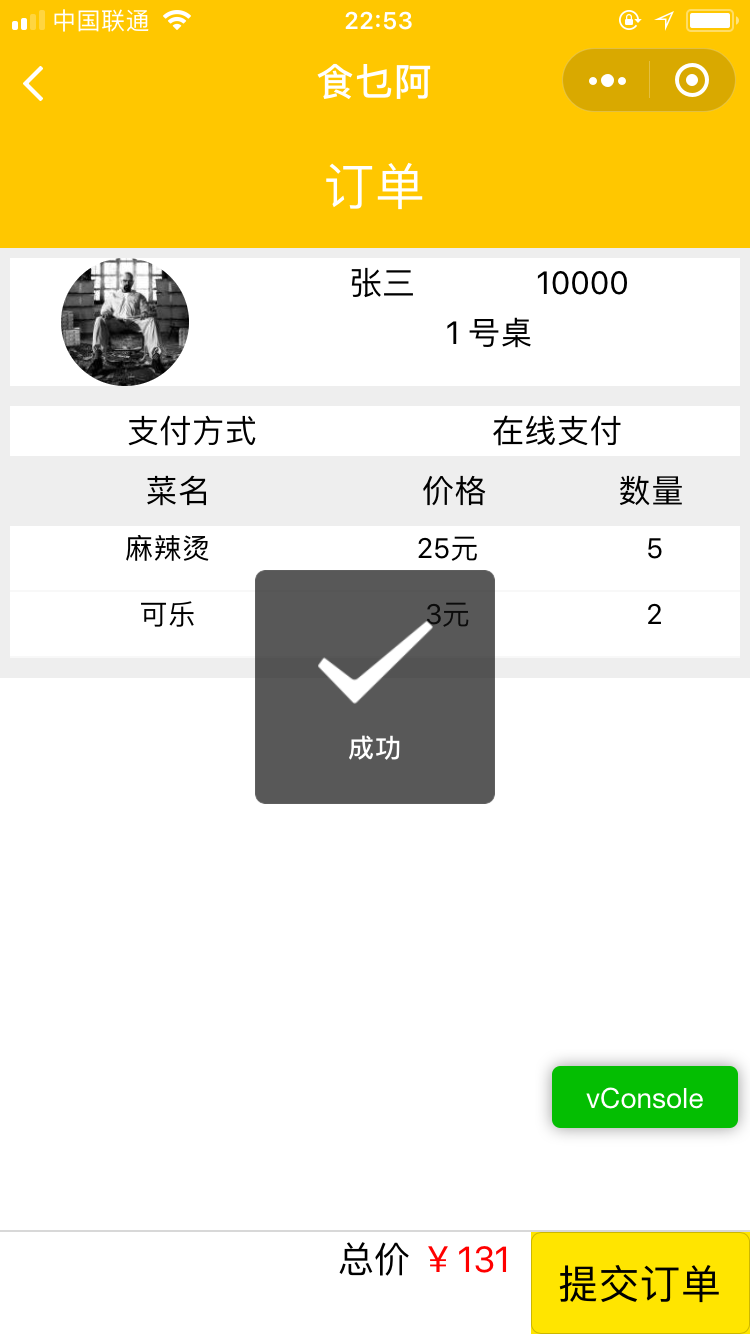 中国联通 22:53
食乜阿
订单
张三 10000
1 号桌
支付方式 在线支付
菜名 价格 数量
麻辣烫 25元 5
可乐 3元 2
成功
vConsole
总价 ¥ 131
提交订单